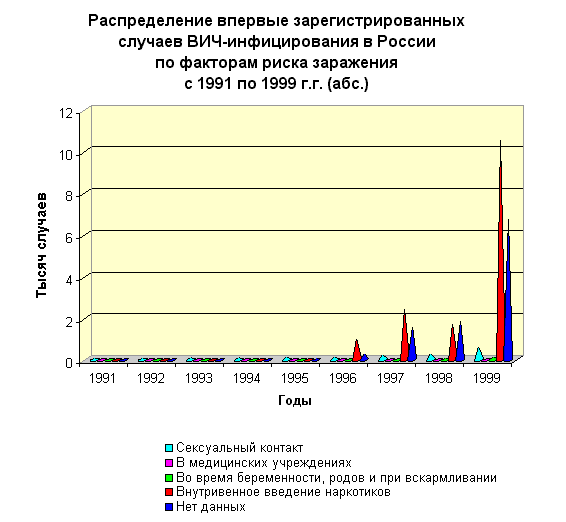 Распределение впервые зарегистрированных
случаев ВИЧ-инфицирования в России
по факторам риска заражения
с 1991 по 1999 г.г. (абс.)
12
10
8
6
4
2
0
Тысяч случаев
1991 1992 1993 1994 1995 1996 1997 1998 1999
Годы
Сексуальный контакт
В медицинских учреждениях
Во время беременности, родов и при вскармливании
Внутривенное введение наркотиков
Нет данных